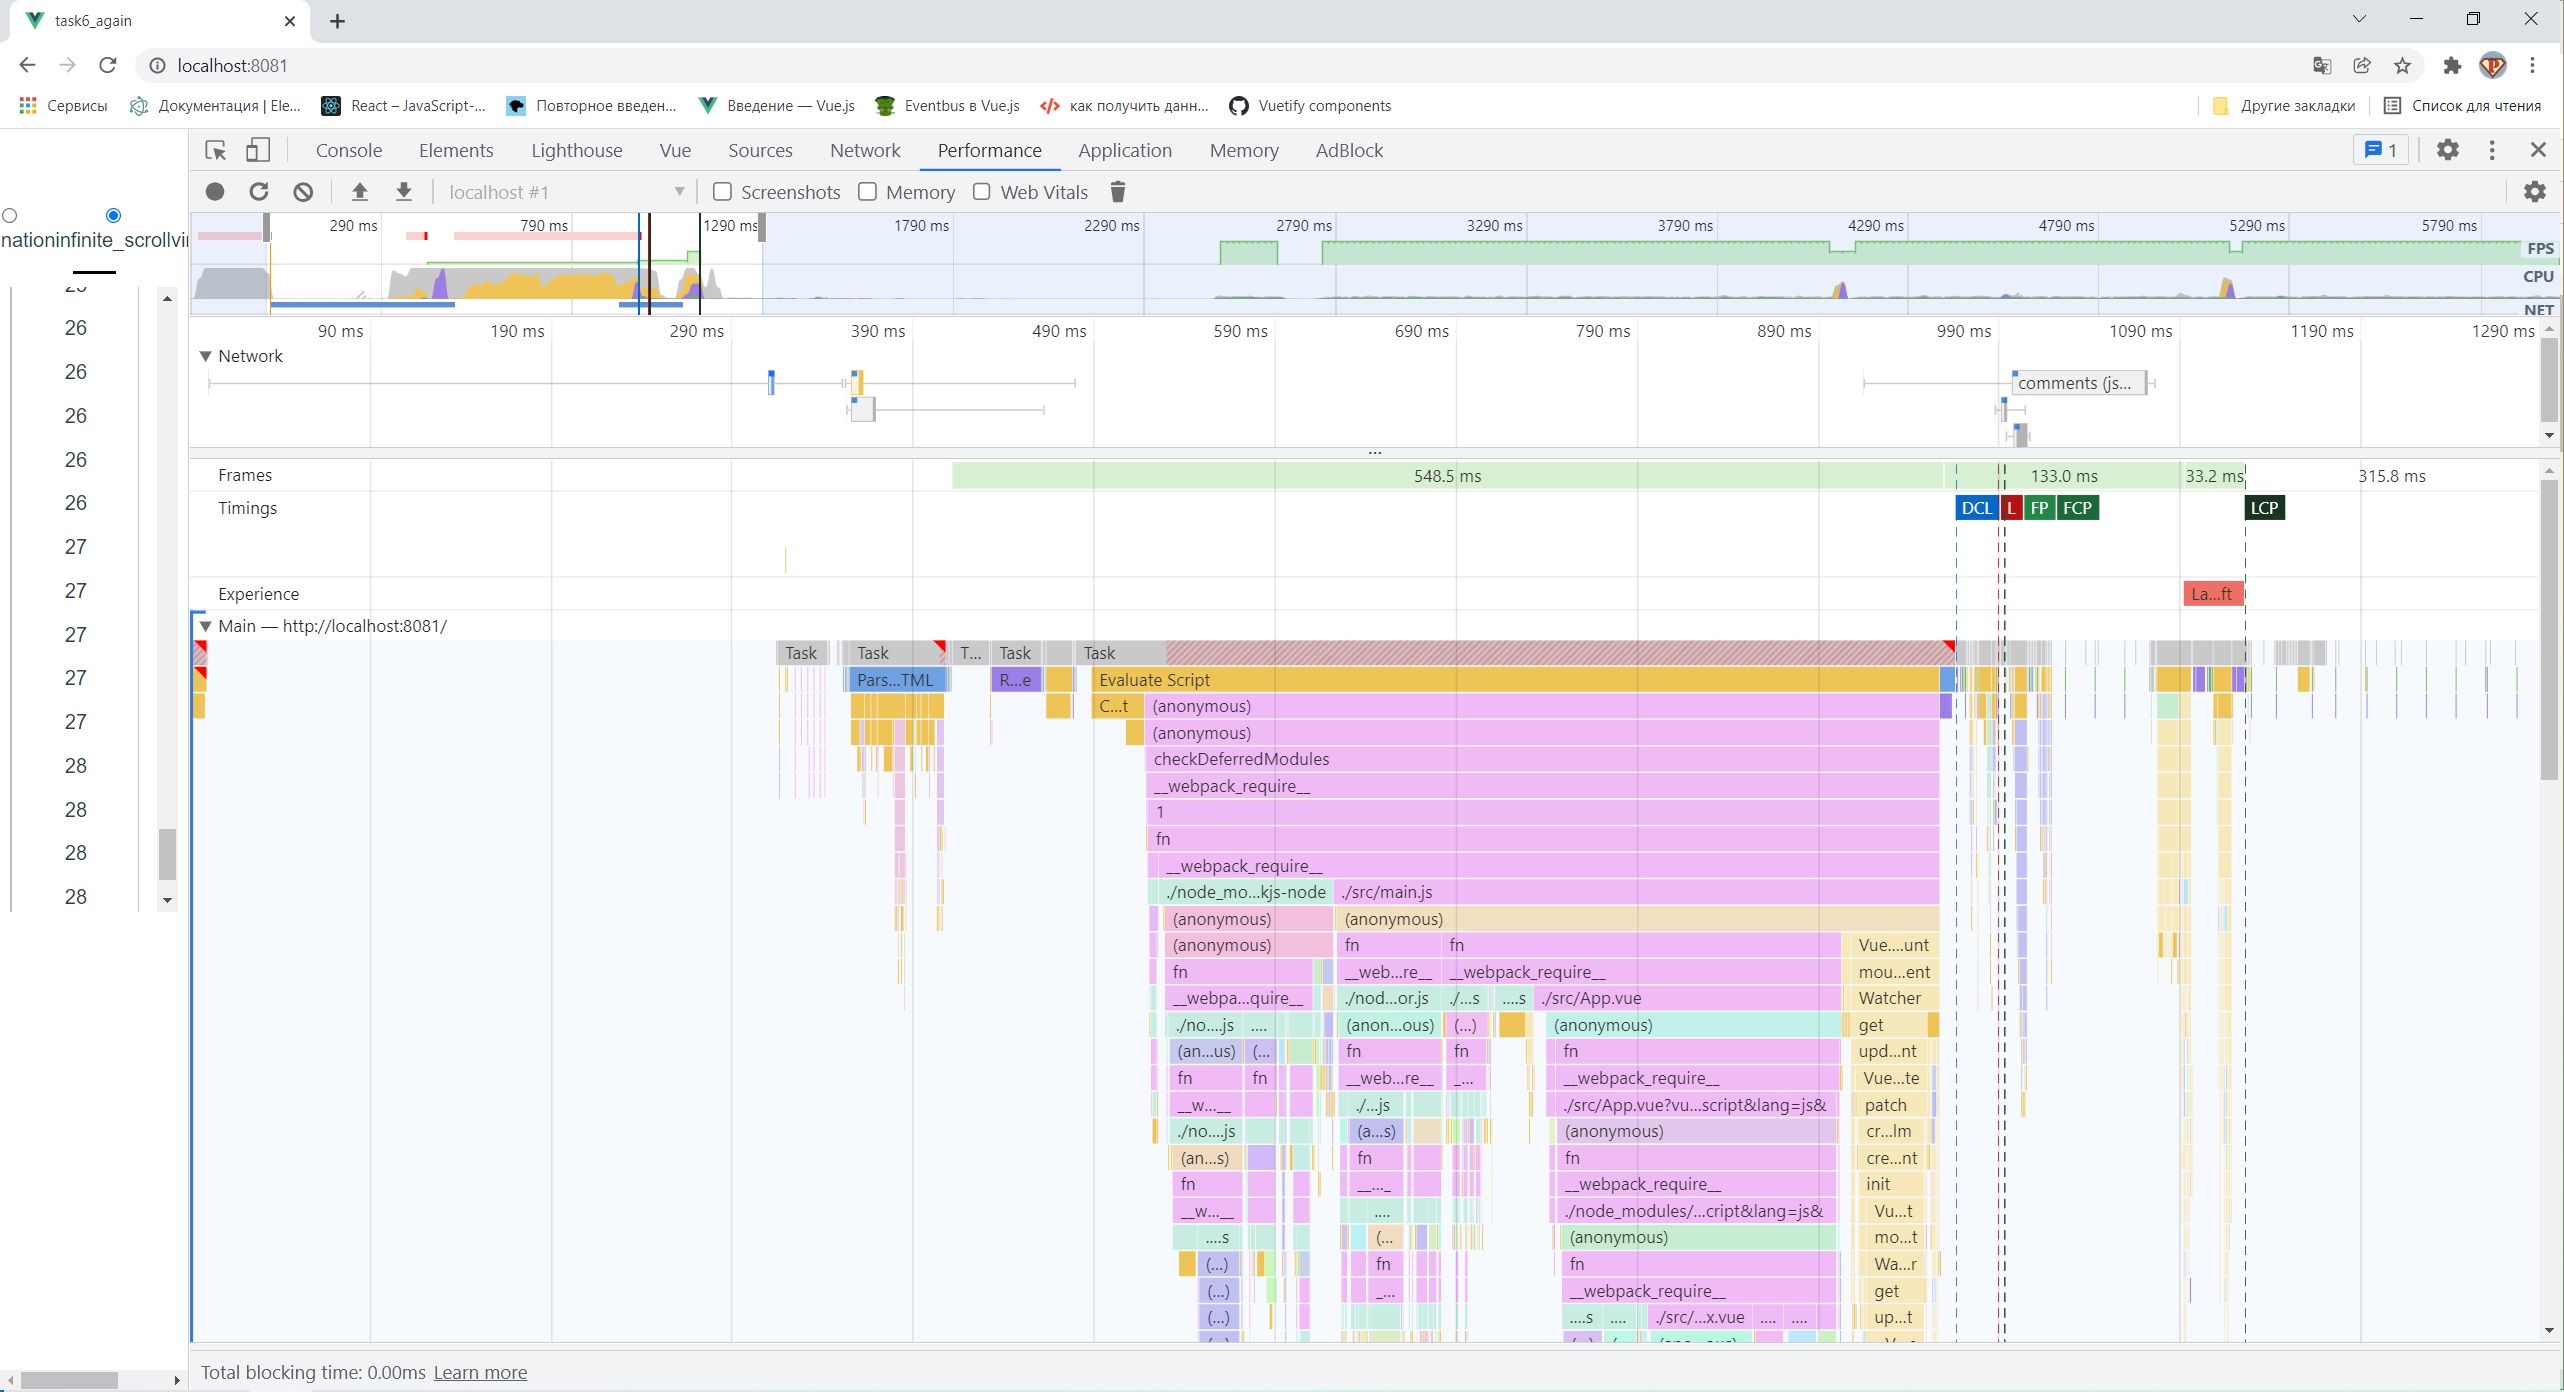 task6_again
localhost:8081
Сервисы
Документация | Ele...
React – JavaScript-...
Повторное введен...
Введение — Vue.js
Eventbus в Vue.js
как получить данн...
Vuetify components
Другие закладки
Список для чтения
Console Elements Lighthouse Vue Sources Network Performance Application Memory AdBlock 1
localhost #1 Screenshots Memory Web Vitals
290 ms 790 ms 1290 ms 1790 ms 2290 ms 2790 ms 3290 ms 3790 ms 4290 ms 4790 ms 5290 ms 5790 ms
FPS
CPU
NET
nationinfinite_scrollvi
26
26
26
26
26
27
27
27
27
27
28
28
28
28
90 ms 190 ms 290 ms 390 ms 490 ms 590 ms 690 ms 790 ms 890 ms 990 ms 1090 ms 1190 ms 1290 ms
Network
comments (js...
...
Frames 548.5 ms 133.0 ms 33.2 ms 315.8 ms
Timings DCL L FP FCP LCP
Experience La...ft
Main — http://localhost:8081/
Task Task T... Task Task
Pars...TML R...e Evaluate Script
C...t (anonymous)
(anonymous)
checkDeferredModules
__webpack_require__
1
fn
__webpack_require__
./node_mo...kjs-node ./src/main.js
(anonymous) (anonymous)
(anonymous) fn fn Vue....unt
fn __web...re__ __webpack_require__ mou...ent
__webpa...quire__ ./nod...or.js ./...s ....s ./src/App.vue Watcher
./no....js .... (anon...ous) (...) (anonymous) get
(an...us) (... fn fn fn upd...nt
fn fn __web...re__ _... __webpack_require__ Vue...te
__w...__ ./...js ./src/App.vue?vu...script&lang=js& patch
./no....js (a...s) (anonymous) cr...lm
(an...s) fn fn cre...nt
fn __..._ __webpack_require__ init
__w...__ .... ./node_modules/...cript&lang=js& Vu...t
....s (... (anonymous) mo...t
(...) fn fn Wa...r
(...) _... __webpack_require__ get
(...) ....s .... ./src/...x.vue .... .... up...t
Total blocking time: 0.00ms Learn more